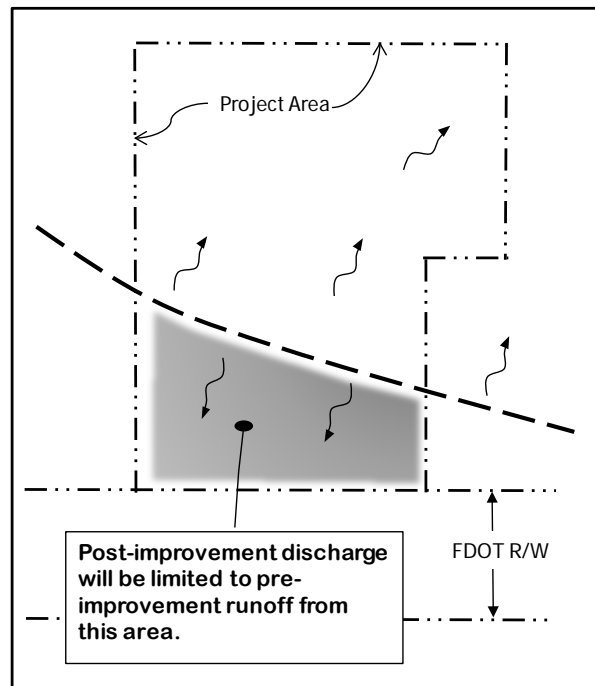 Project Area
FDOT R/W
Post-improvement discharge
will be limited to pre-
improvement runoff from
this area.